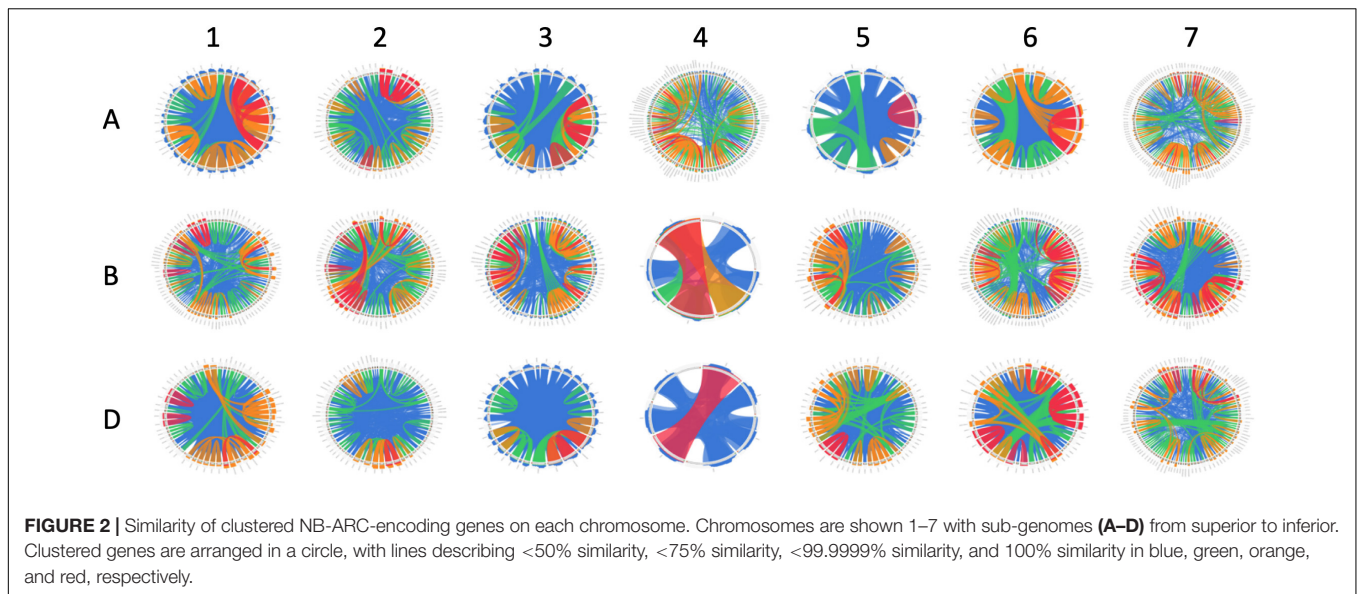 1 2 3 4 5 6 7
A
B
D
FIGURE 2 | Similarity of clustered NB-ARC-encoding genes on each chromosome. Chromosomes are shown 1–7 with sub-genomes (A–D) from superior to inferior.
Clustered genes are arranged in a circle, with lines describing <50% similarity, <75% similarity, <99.9999% similarity, and 100% similarity in blue, green, orange,
and red, respectively.